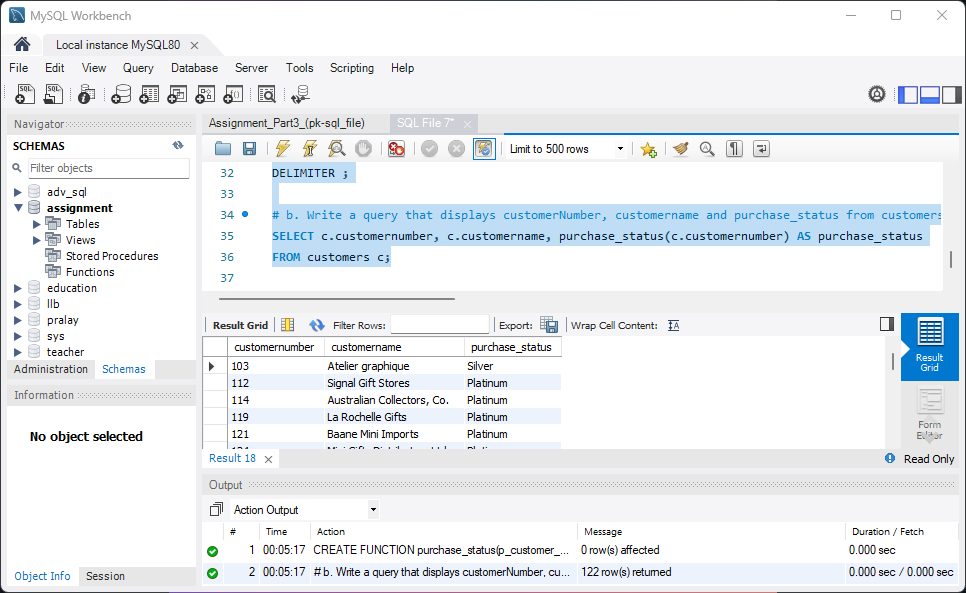 MySQL Workbench
Local instance MySQL80
File Edit View Query Database Server Tools Scripting Help
Navigator
SCHEMAS
Filter objects
adv_sql
assignment
Tables
Views
Stored Procedures
Functions
education
llb
pralay
sys
teacher
Administration Schemas
Information
No object selected
Object Info Session
Assignment_Part3_(pk-sql_file) SQL File 7*
Limit to 500 rows
32 DELIMITER ;
33
34 # b. Write a query that displays customerNumber, customername and purchase_status from customers
35 SELECT c.customernumber, c.customername, purchase_status(c.customernumber) AS purchase_status
36 FROM customers c;
37
Result Grid Filter Rows: Export: Wrap Cell Content:
customernumber customername purchase_status
103 Atelier graphique Silver
112 Signal Gift Stores Platinum
114 Australian Collectors, Co. Platinum
119 La Rochelle Gifts Platinum
121 Baane Mini Imports Platinum
Result Grid
Form Editor
Result 18
Read Only
Output
Action Output
# Time Action Message Duration / Fetch
1 00:05:17 CREATE FUNCTION purchase_status(p_customer_... 0 row(s) affected 0.000 sec
2 00:05:17 # b. Write a query that displays customerNumber, cu... 122 row(s) returned 0.000 sec / 0.000 sec